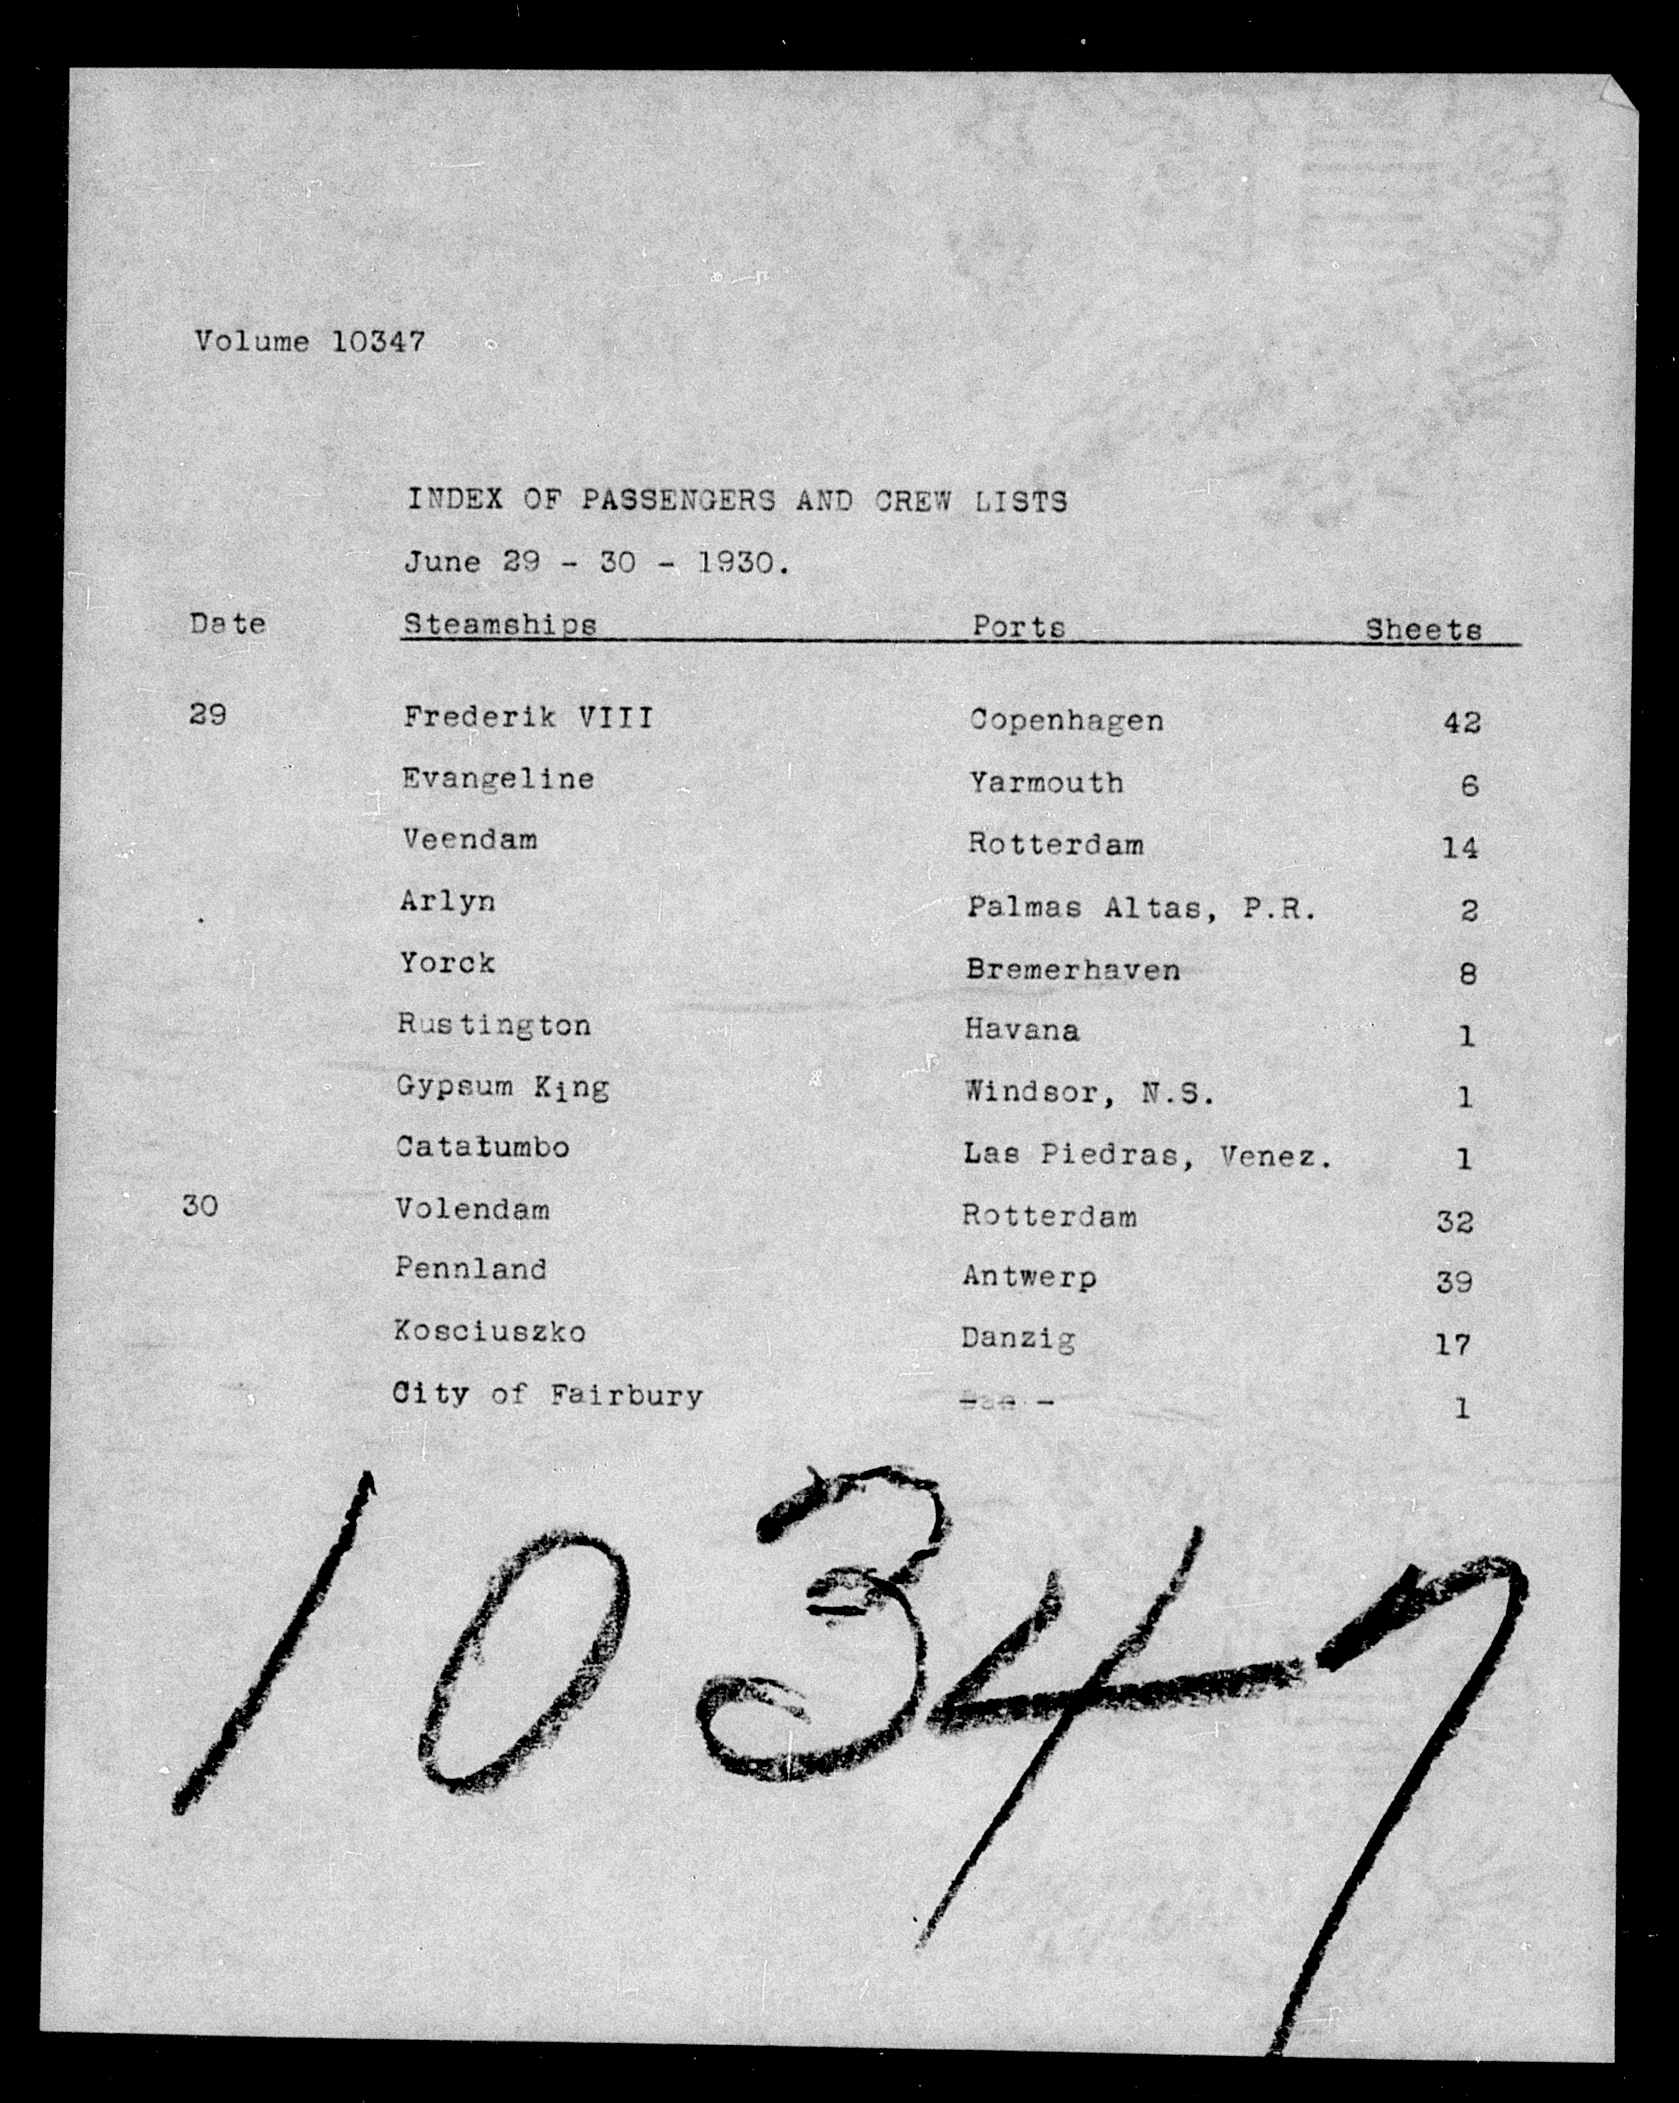 Volume 10347
INDEX OF PASSENGERS AND CREW LISTS
June 29 - 30 - 1930.
Date Steamships Ports Sheets
29 Frederik VIII Copenhagen 42
Evangeline Yarmouth 6
Veendam Rotterdam 14
Arlyn Palmas Altas, P.R. 2
Yorck Bremerhaven 8
Rustington Havana 1
Gypsum King Windsor, N.S. 1
Catatumbo Las Piedras, Venez. 1
30 Volendam Rotterdam 32
Pennland Antwerp 39
Kosciuszko Danzig 17
City of Fairbury 1
10347